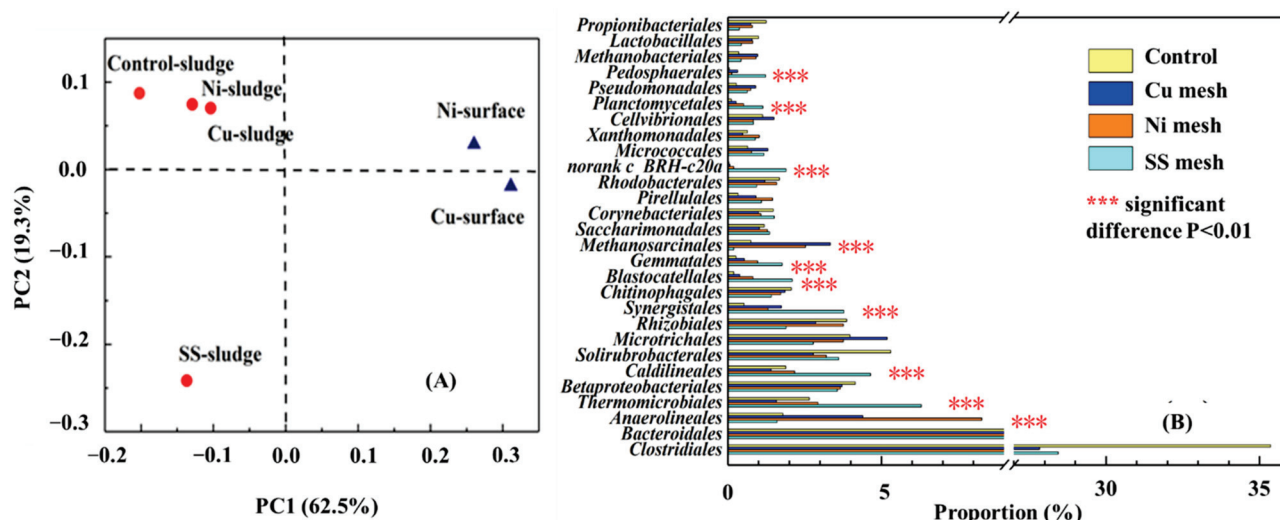 0.1
0.0
−0.1
−0.2
−0.3
PC2 (19.3%)
Control-sludge
Ni-sludge
Cu-sludge
Ni-surface
Cu-surface
SS-sludge
(A)
−0.2
−0.1
0.0
0.1
0.2
0.3
PC1 (62.5%)
Propionibacteriales
Lactobacillales
Methanobacteriales
Pedosphaerales
***
Pseudomonadales
Planctomycetales
***
Cellvibrionales
Xanthomonadales
Micrococcales
norank c BRH-c20a
***
Rhodobacterales
Pirellulales
Corynebacteriales
Saccharimonadales
Methanosarcinales
***
Gemmatales
***
Blastocatellales
***
Chitinophagales
Synergistales
***
Rhizobiales
Microtrichales
Solirubrobacterales
Caldilineales
***
Betaproteobacteriales
Thermomicrobiales
***
Anaerolineales
***
Bacteroidales
Clostridiales
Control
Cu mesh
Ni mesh
SS mesh
*** significant
difference P<0.01
(B)
0
5
30
35
Proportion (%)